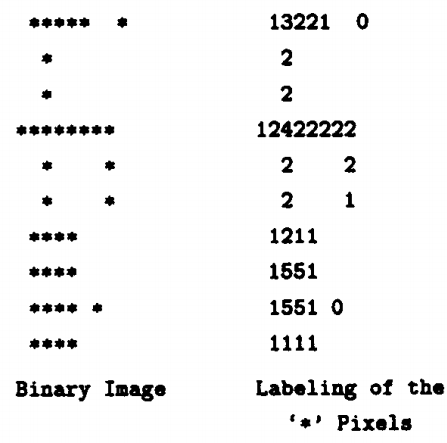 *****  *          13221  0
  *                 2
  *                 2
********         12422222
  *    *            2    2
  *    *            2    1
 ****             1211
 ****             1551
 **** *           1551 0
 ****             1111
Binary Image     Labeling of the
'*' Pixels